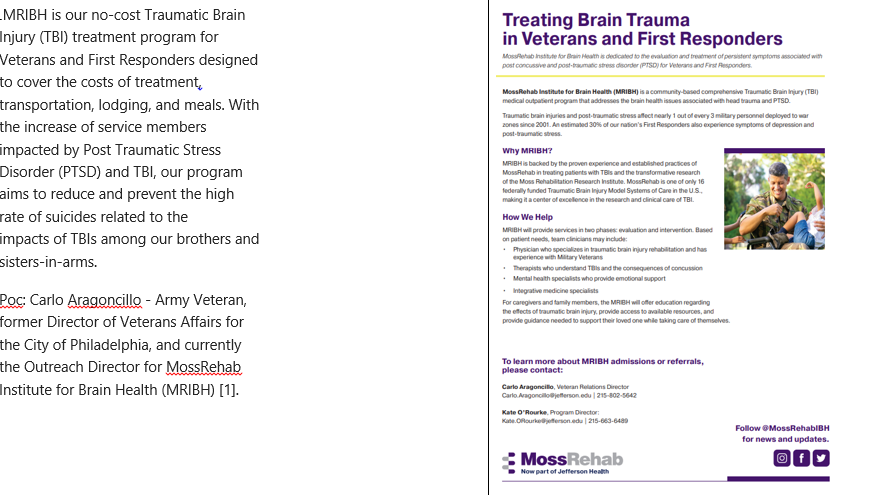 .MRIBH is our no-cost Traumatic Brain
Injury (TBI) treatment program for
Veterans and First Responders designed
to cover the costs of treatment,
transportation, lodging, and meals. With
the increase of service members
impacted by Post Traumatic Stress
Disorder (PTSD) and TBI, our program
aims to reduce and prevent the high
rate of suicides related to the
impacts of TBIs among our brothers and
sisters-in-arms.
Poc: Carlo Aragoncillo - Army Veteran,
former Director of Veterans Affairs for
the City of Philadelphia, and currently
the Outreach Director for MossRehab
Institute for Brain Health (MRIBH) [1].
Treating Brain Trauma
in Veterans and First Responders
MossRehab Institute for Brain Health is dedicated to the evaluation and treatment of persistent symptoms associated with
post concussive and post-traumatic stress disorder (PTSD) for Veterans and First Responders.
MossRehab Institute for Brain Health (MRIBH) is a community-based comprehensive Traumatic Brain Injury (TBI)
medical outpatient program that addresses the brain health issues associated with head trauma and PTSD.
Traumatic brain injuries and post-traumatic stress affect nearly 1 out of every 3 military personnel deployed to war
zones since 2001. An estimated 30% of our nation's First Responders also experience symptoms of depression and
post-traumatic stress.
Why MRIBH?
MRIBH is backed by the proven experience and established practices of
MossRehab in treating patients with TBIs and the transformative research
of the Moss Rehabilitation Research Institute. MossRehab is one of only 16
federally funded Traumatic Brain Injury Model Systems of Care in the U.S.,
making it a center of excellence in the research and clinical care of TBI.
How We Help
MRIBH will provide services in two phases: evaluation and intervention. Based
on patient needs, team clinicians may include:
• Physician who specializes in traumatic brain injury rehabilitation and has
experience with Military Veterans
• Therapists who understand TBIs and the consequences of concussion
• Mental health specialists who provide emotional support
• Integrative medicine specialists
For caregivers and family members, the MRIBH will offer education regarding
the effects of traumatic brain injury, provide access to available resources, and
provide guidance needed to support their loved one while taking care of themselves.
To learn more about MRIBH admissions or referrals,
please contact:
Carlo Aragoncillo, Veteran Relations Director
Carlo.Aragoncillo@jefferson.edu | 215-802-5642
Kate O'Rourke, Program Director:
Kate.ORourke@jefferson.edu | 215-663-6489
Follow @MossRehabIBH
for news and updates.
MossRehab
Now part of Jefferson Health